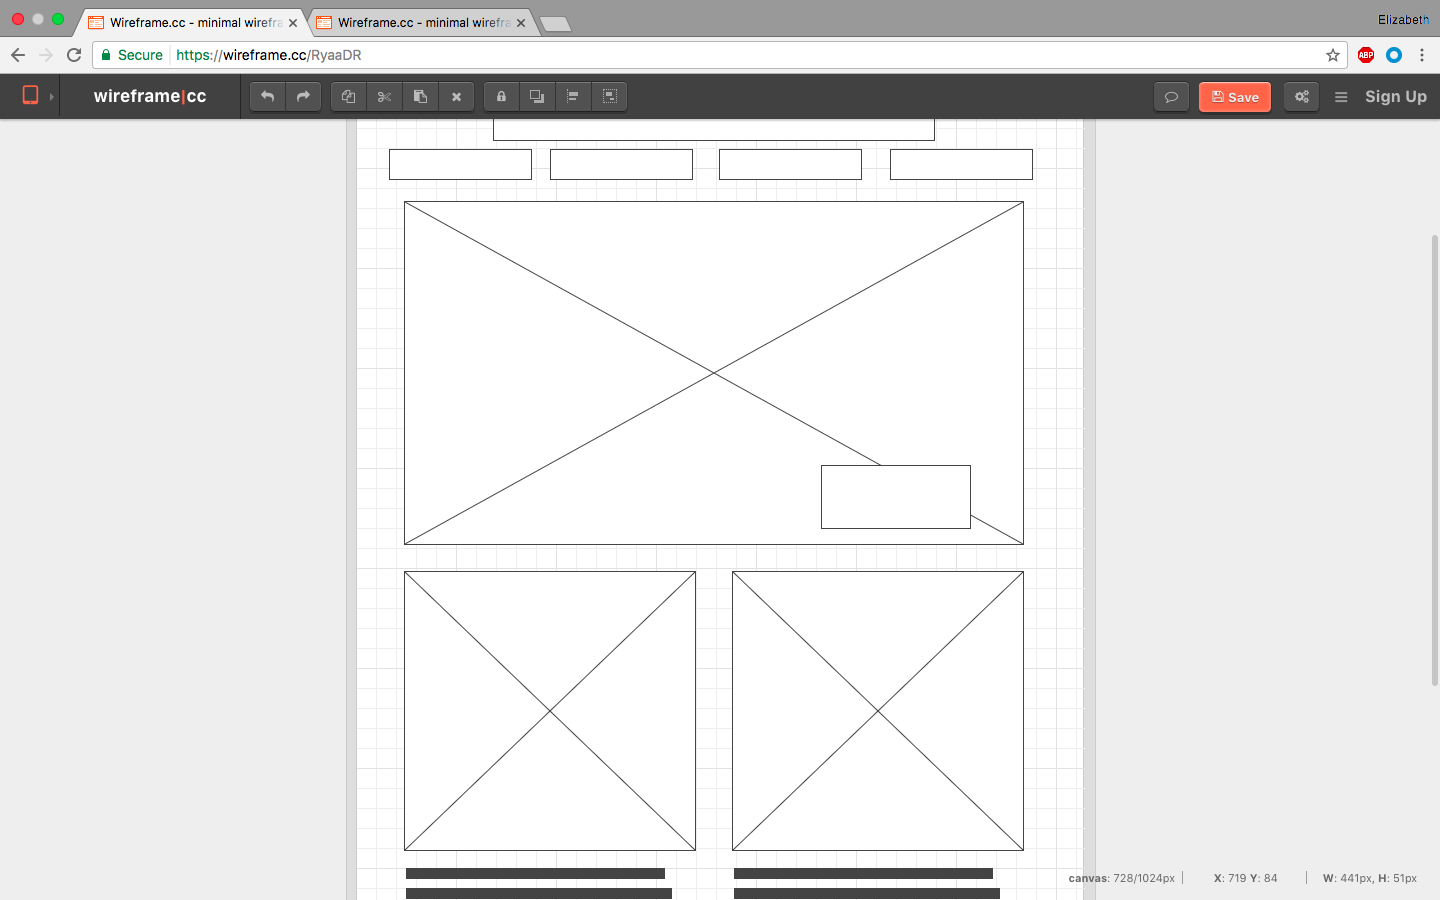 Wireframe.cc - minimal wirefra
Wireframe.cc - minimal wirefra
Elizabeth
Secure
https://wireframe.cc/RyaaDR
ABP
wireframe|cc
Save
Sign Up
canvas: 728/1024px
X: 719 Y: 84
W: 441px, H: 51px